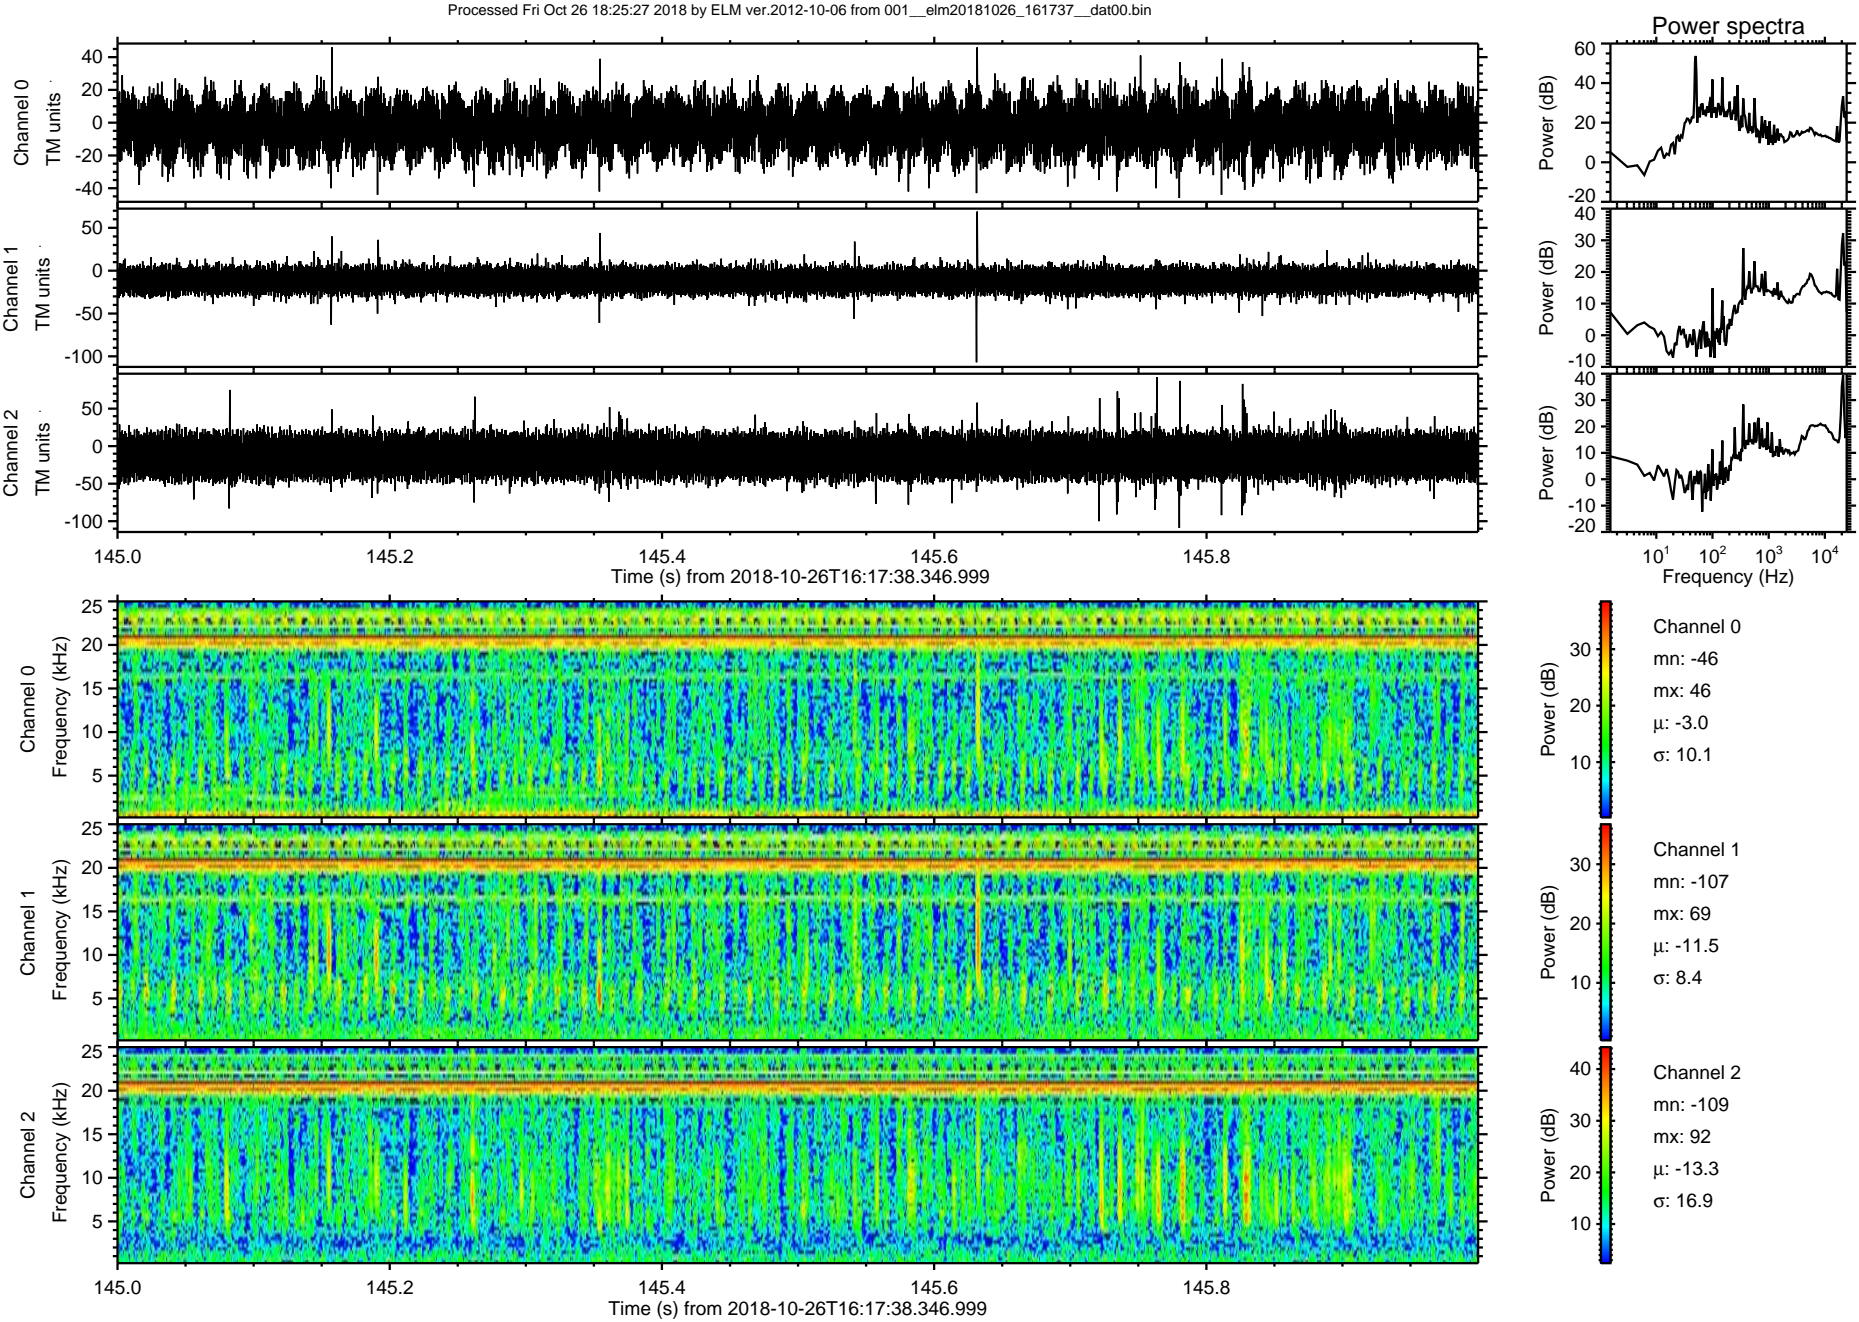 Processed Fri Oct 26 18:25:27 2018 by ELM ver.2012-10-06 from 001__elm20181026_161737__dat00.bin
Power spectra
Channel 0
TM units
40
20
0
-20
-40
Power (dB)
60
40
20
0
-20
Channel 1
TM units
50
0
-50
-100
Power (dB)
40
30
20
10
0
-10
Channel 2
TM units
50
0
-50
-100
Power (dB)
40
30
20
10
0
-10
-20
145.0 145.2 145.4 145.6 145.8
Time (s) from 2018-10-26T16:17:38.346.999
10¹ 10² 10³ 10⁴
Frequency (Hz)
Channel 0
Frequency (kHz)
25
20
15
10
5
Power (dB)
30
20
10
Channel 0
mn: -46
mx: 46
µ: -3.0
σ: 10.1
Channel 1
Frequency (kHz)
25
20
15
10
5
Power (dB)
30
20
10
Channel 1
mn: -107
mx: 69
µ: -11.5
σ: 8.4
Channel 2
Frequency (kHz)
25
20
15
10
5
Power (dB)
40
30
20
10
Channel 2
mn: -109
mx: 92
µ: -13.3
σ: 16.9
145.0 145.2 145.4 145.6 145.8
Time (s) from 2018-10-26T16:17:38.346.999